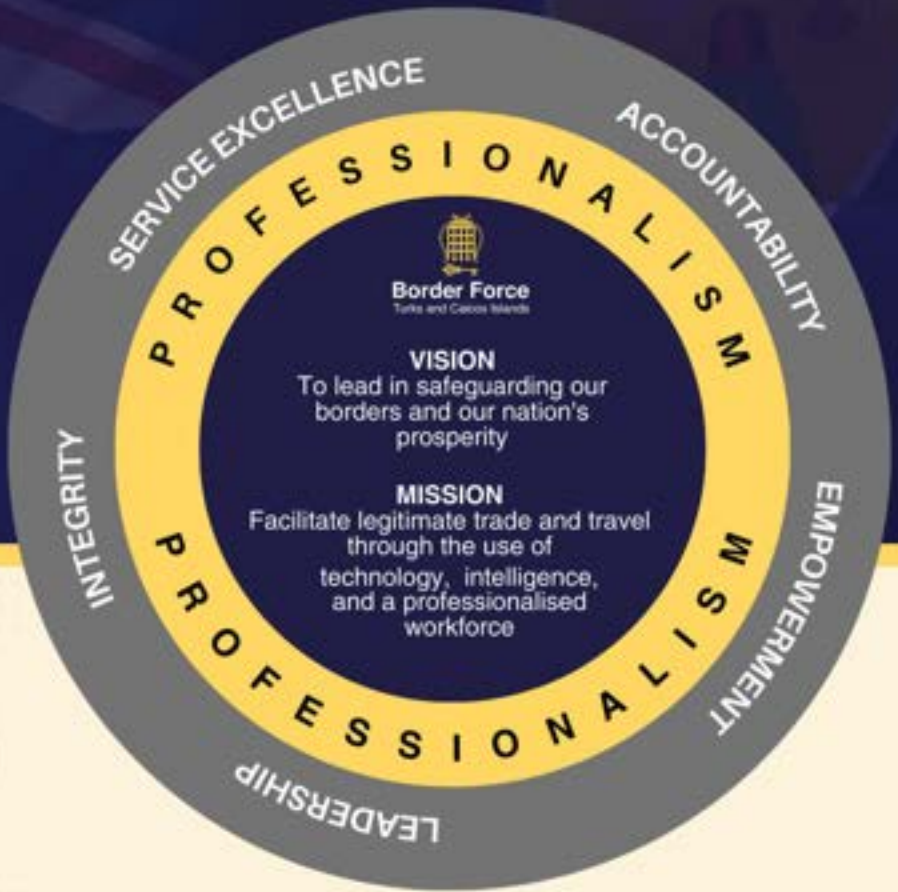 SERVICE EXCELLENCE
ACCOUNTABILITY
EMPOWERMENT
LEADERSHIP
INTEGRITY
PROFESSIONALISM
PROFESSIONALISM
Border Force
Turks and Caicos Islands
VISION
To lead in safeguarding our
borders and our nation's
prosperity
MISSION
Facilitate legitimate trade and travel
through the use of
technology, intelligence,
and a professionalised
workforce